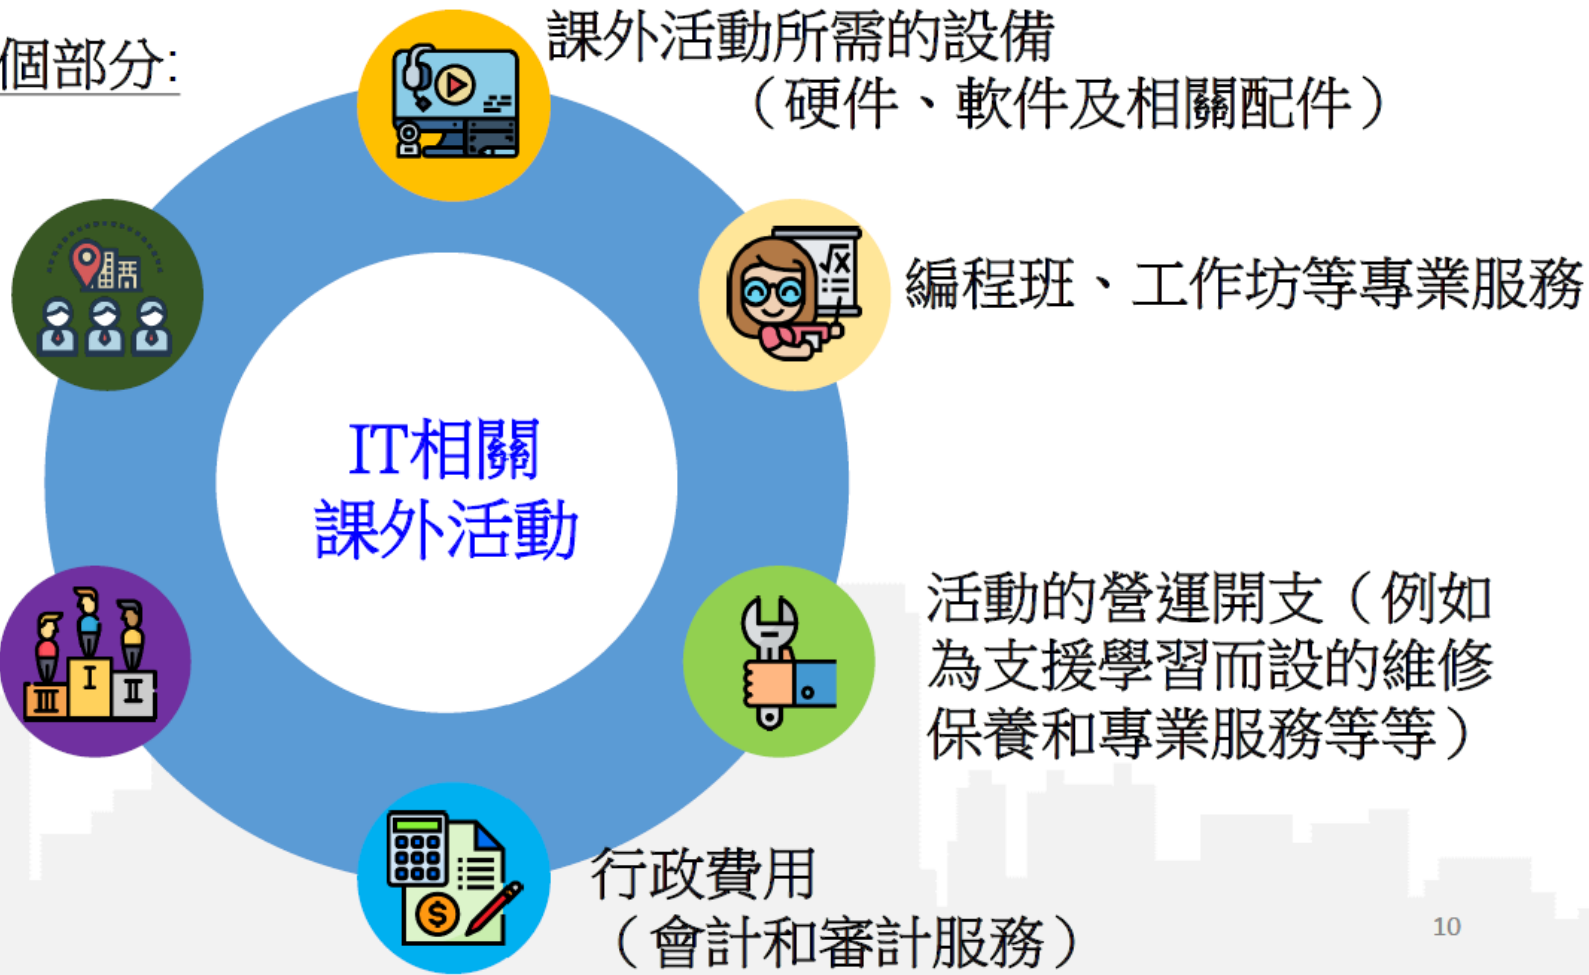 個部分:
課外活動所需的設備
（硬件、軟件及相關配件）
編程班、工作坊等專業服務
IT相關
課外活動
活動的營運開支（例如
為支援學習而設的維修
保養和專業服務等等）
行政費用
（會計和審計服務）
10